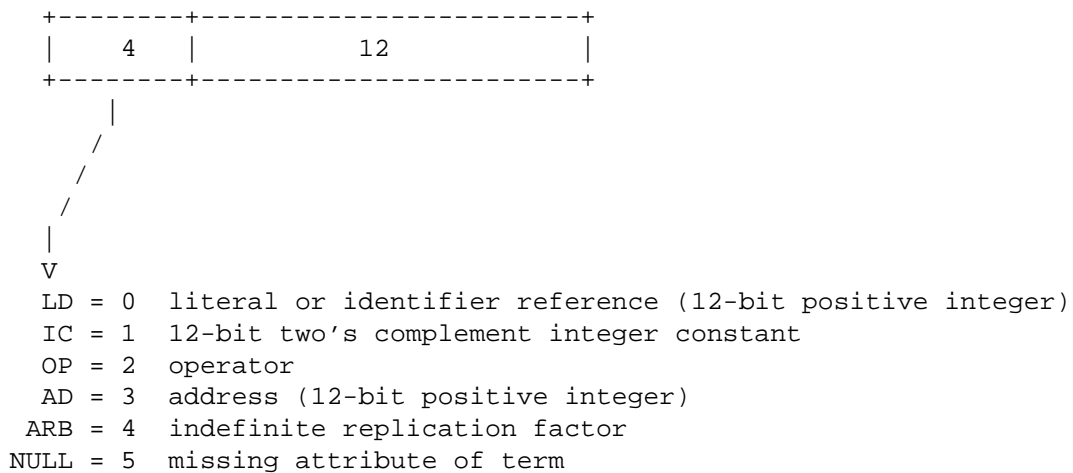 +--------+------------------------+
|    4   |           12            |
+--------+------------------------+
|
/
/
/
|
V
LD = 0  literal or identifier reference (12-bit positive integer)
IC = 1  12-bit two's complement integer constant
OP = 2  operator
AD = 3  address (12-bit positive integer)
ARB = 4  indefinite replication factor
NULL = 5  missing attribute of term